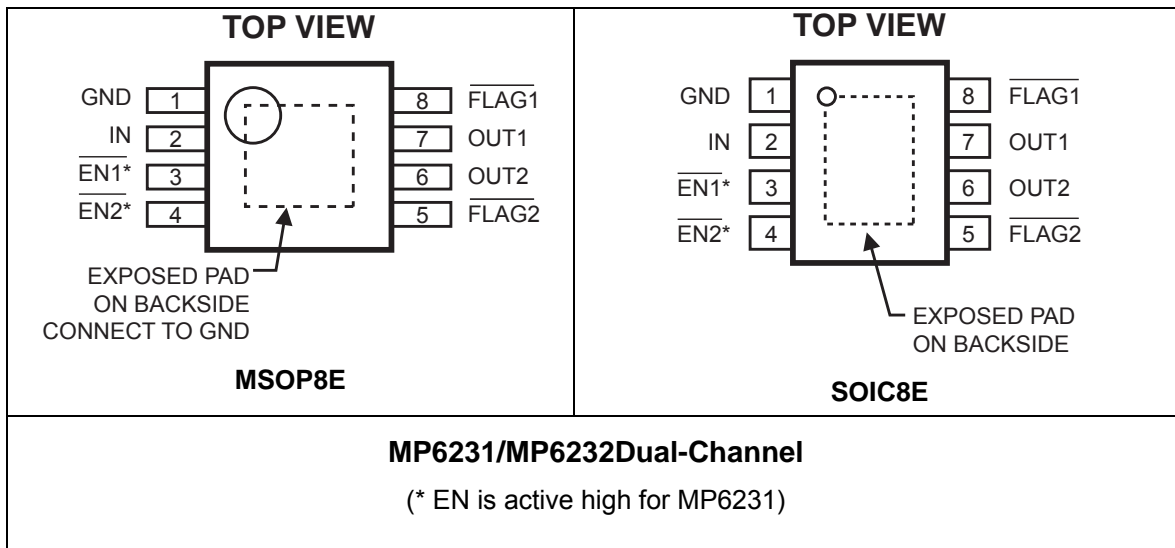 TOP VIEW
GND 1
IN 2
EN1* 3
EN2* 4
8 FLAG1
7 OUT1
6 OUT2
5 FLAG2
EXPOSED PAD
ON BACKSIDE
CONNECT TO GND
MSOP8E
TOP VIEW
GND 1
IN 2
EN1* 3
EN2* 4
8 FLAG1
7 OUT1
6 OUT2
5 FLAG2
EXPOSED PAD
ON BACKSIDE
SOIC8E
MP6231/MP6232Dual-Channel
(* EN is active high for MP6231)